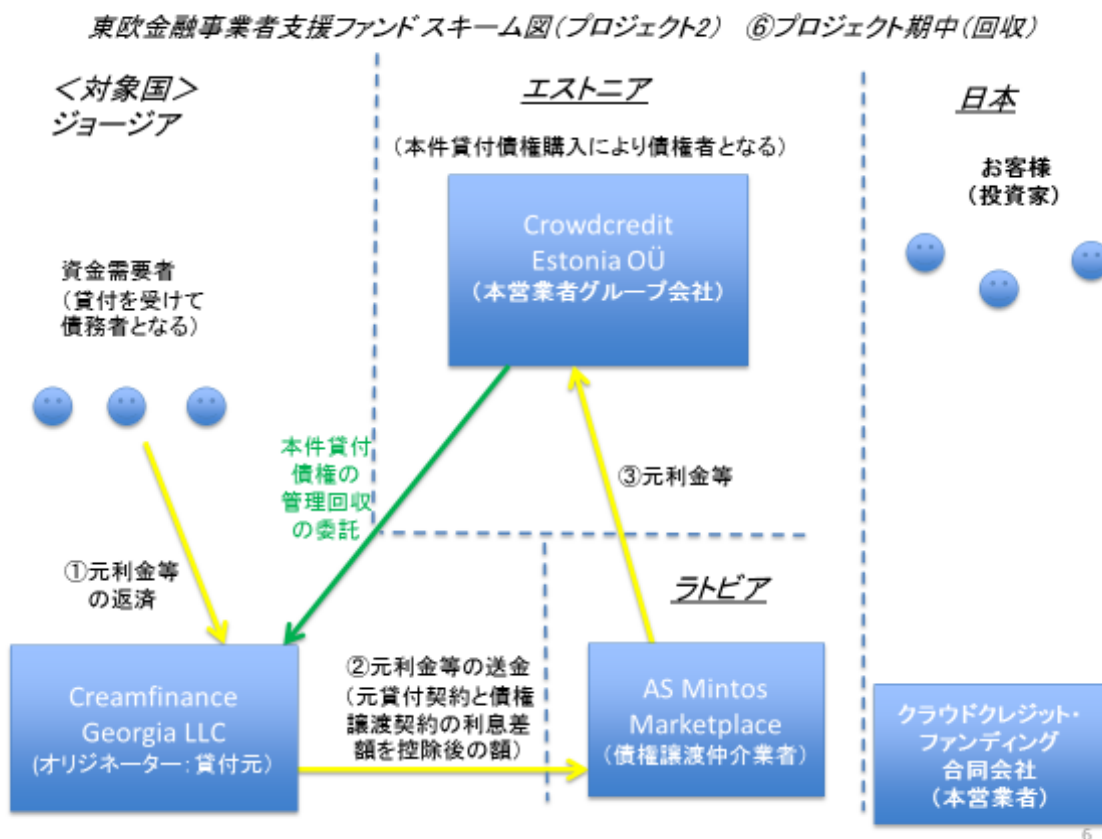 東欧金融事業者支援ファンドスキーム図(プロジェクト2) ⑥プロジェクト期中(回収)
＜対象国＞
ジョージア
エストニア
日本
(本件貸付債権購入により債権者となる)
お客様
(投資家)
Crowdcredit
Estonia OÜ
(本営業者グループ会社)
資金需要者
(貸付を受けて
債務者となる)
本件貸付
債権の
管理回収
の委託
③元利金等
①元利金等
の返済
ラトビア
②元利金等の送金
(元貸付契約と債権
譲渡契約の利息差
額を控除後の額)
Creamfinance
Georgia LLC
(オリジネーター:貸付元)
AS Mintos
Marketplace
(債権譲渡仲介業者)
クラウドクレジット・
ファンディング
合同会社
(本営業者)
6